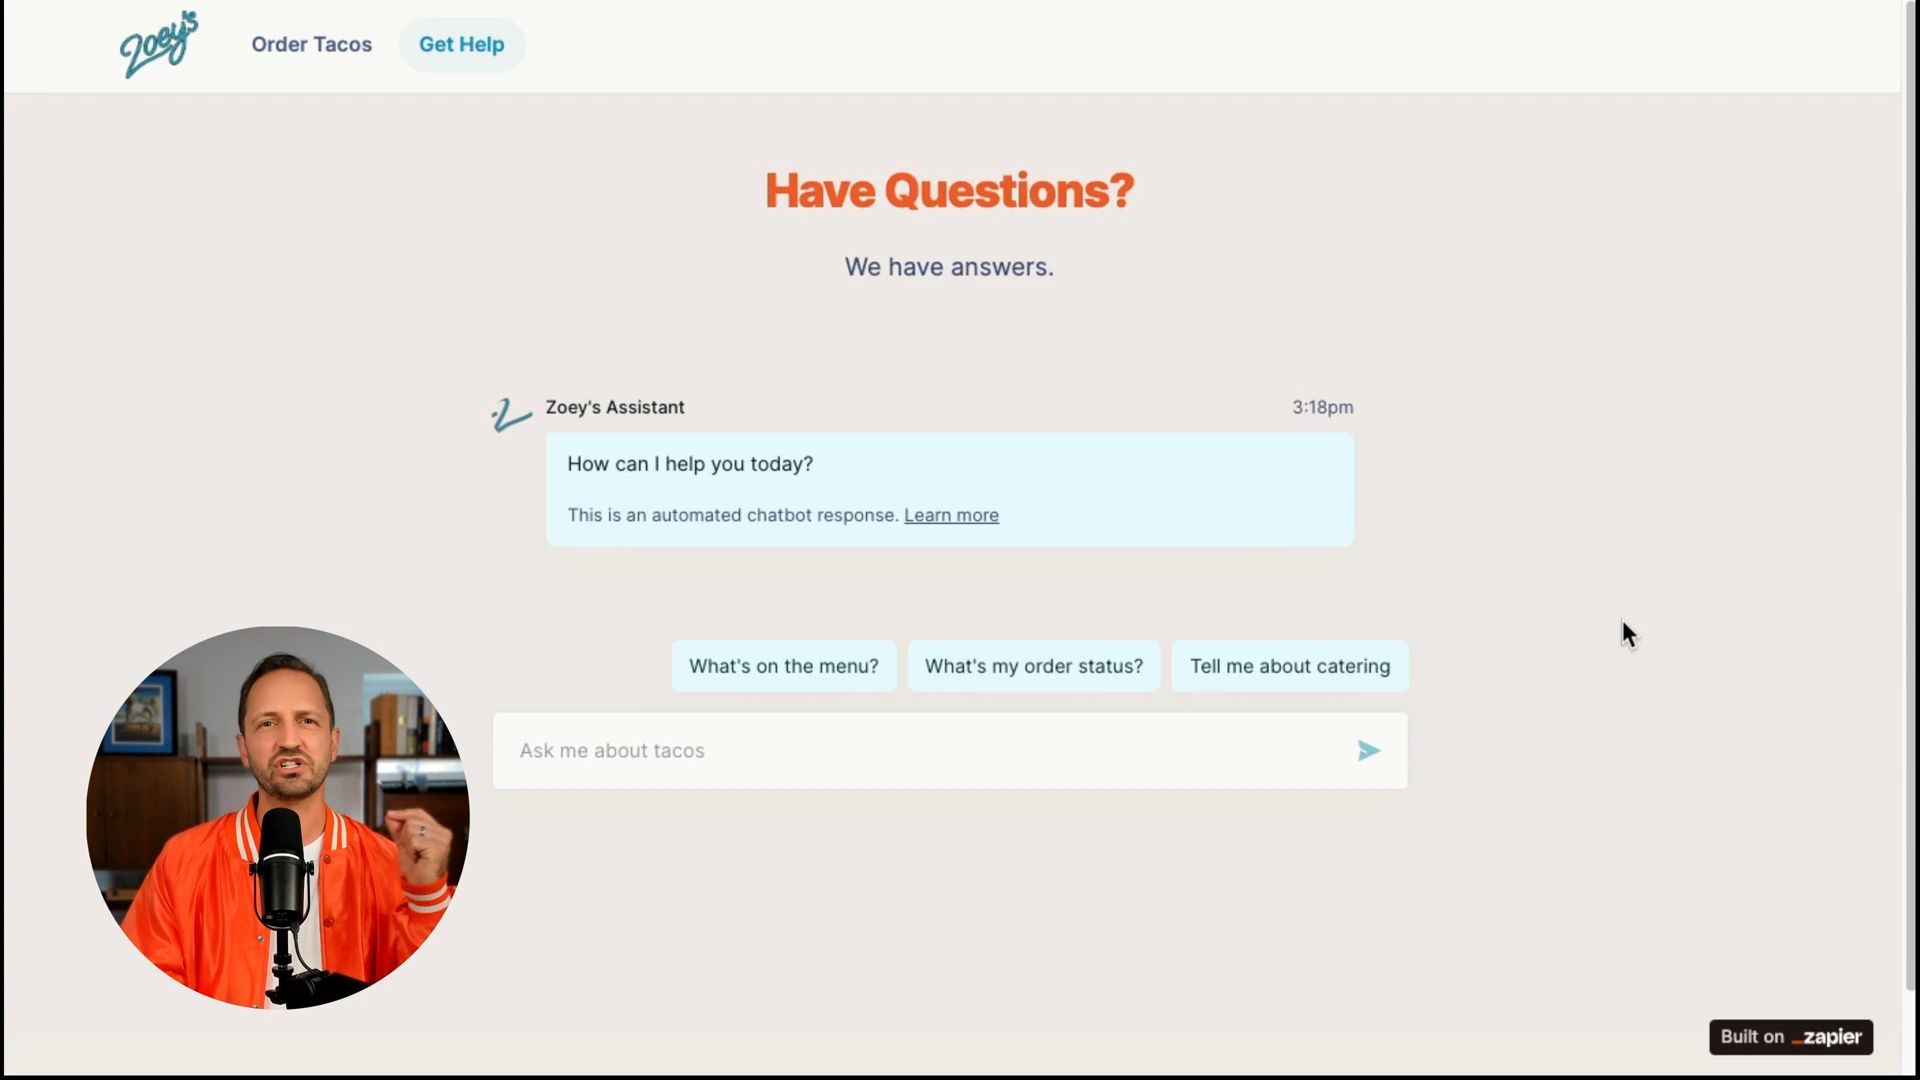 Zoey's
Order Tacos
Get Help
Have Questions?
We have answers.
Zoey's Assistant
3:18pm
How can I help you today?
This is an automated chatbot response. Learn more
What's on the menu?
What's my order status?
Tell me about catering
Ask me about tacos
Built on _zapier